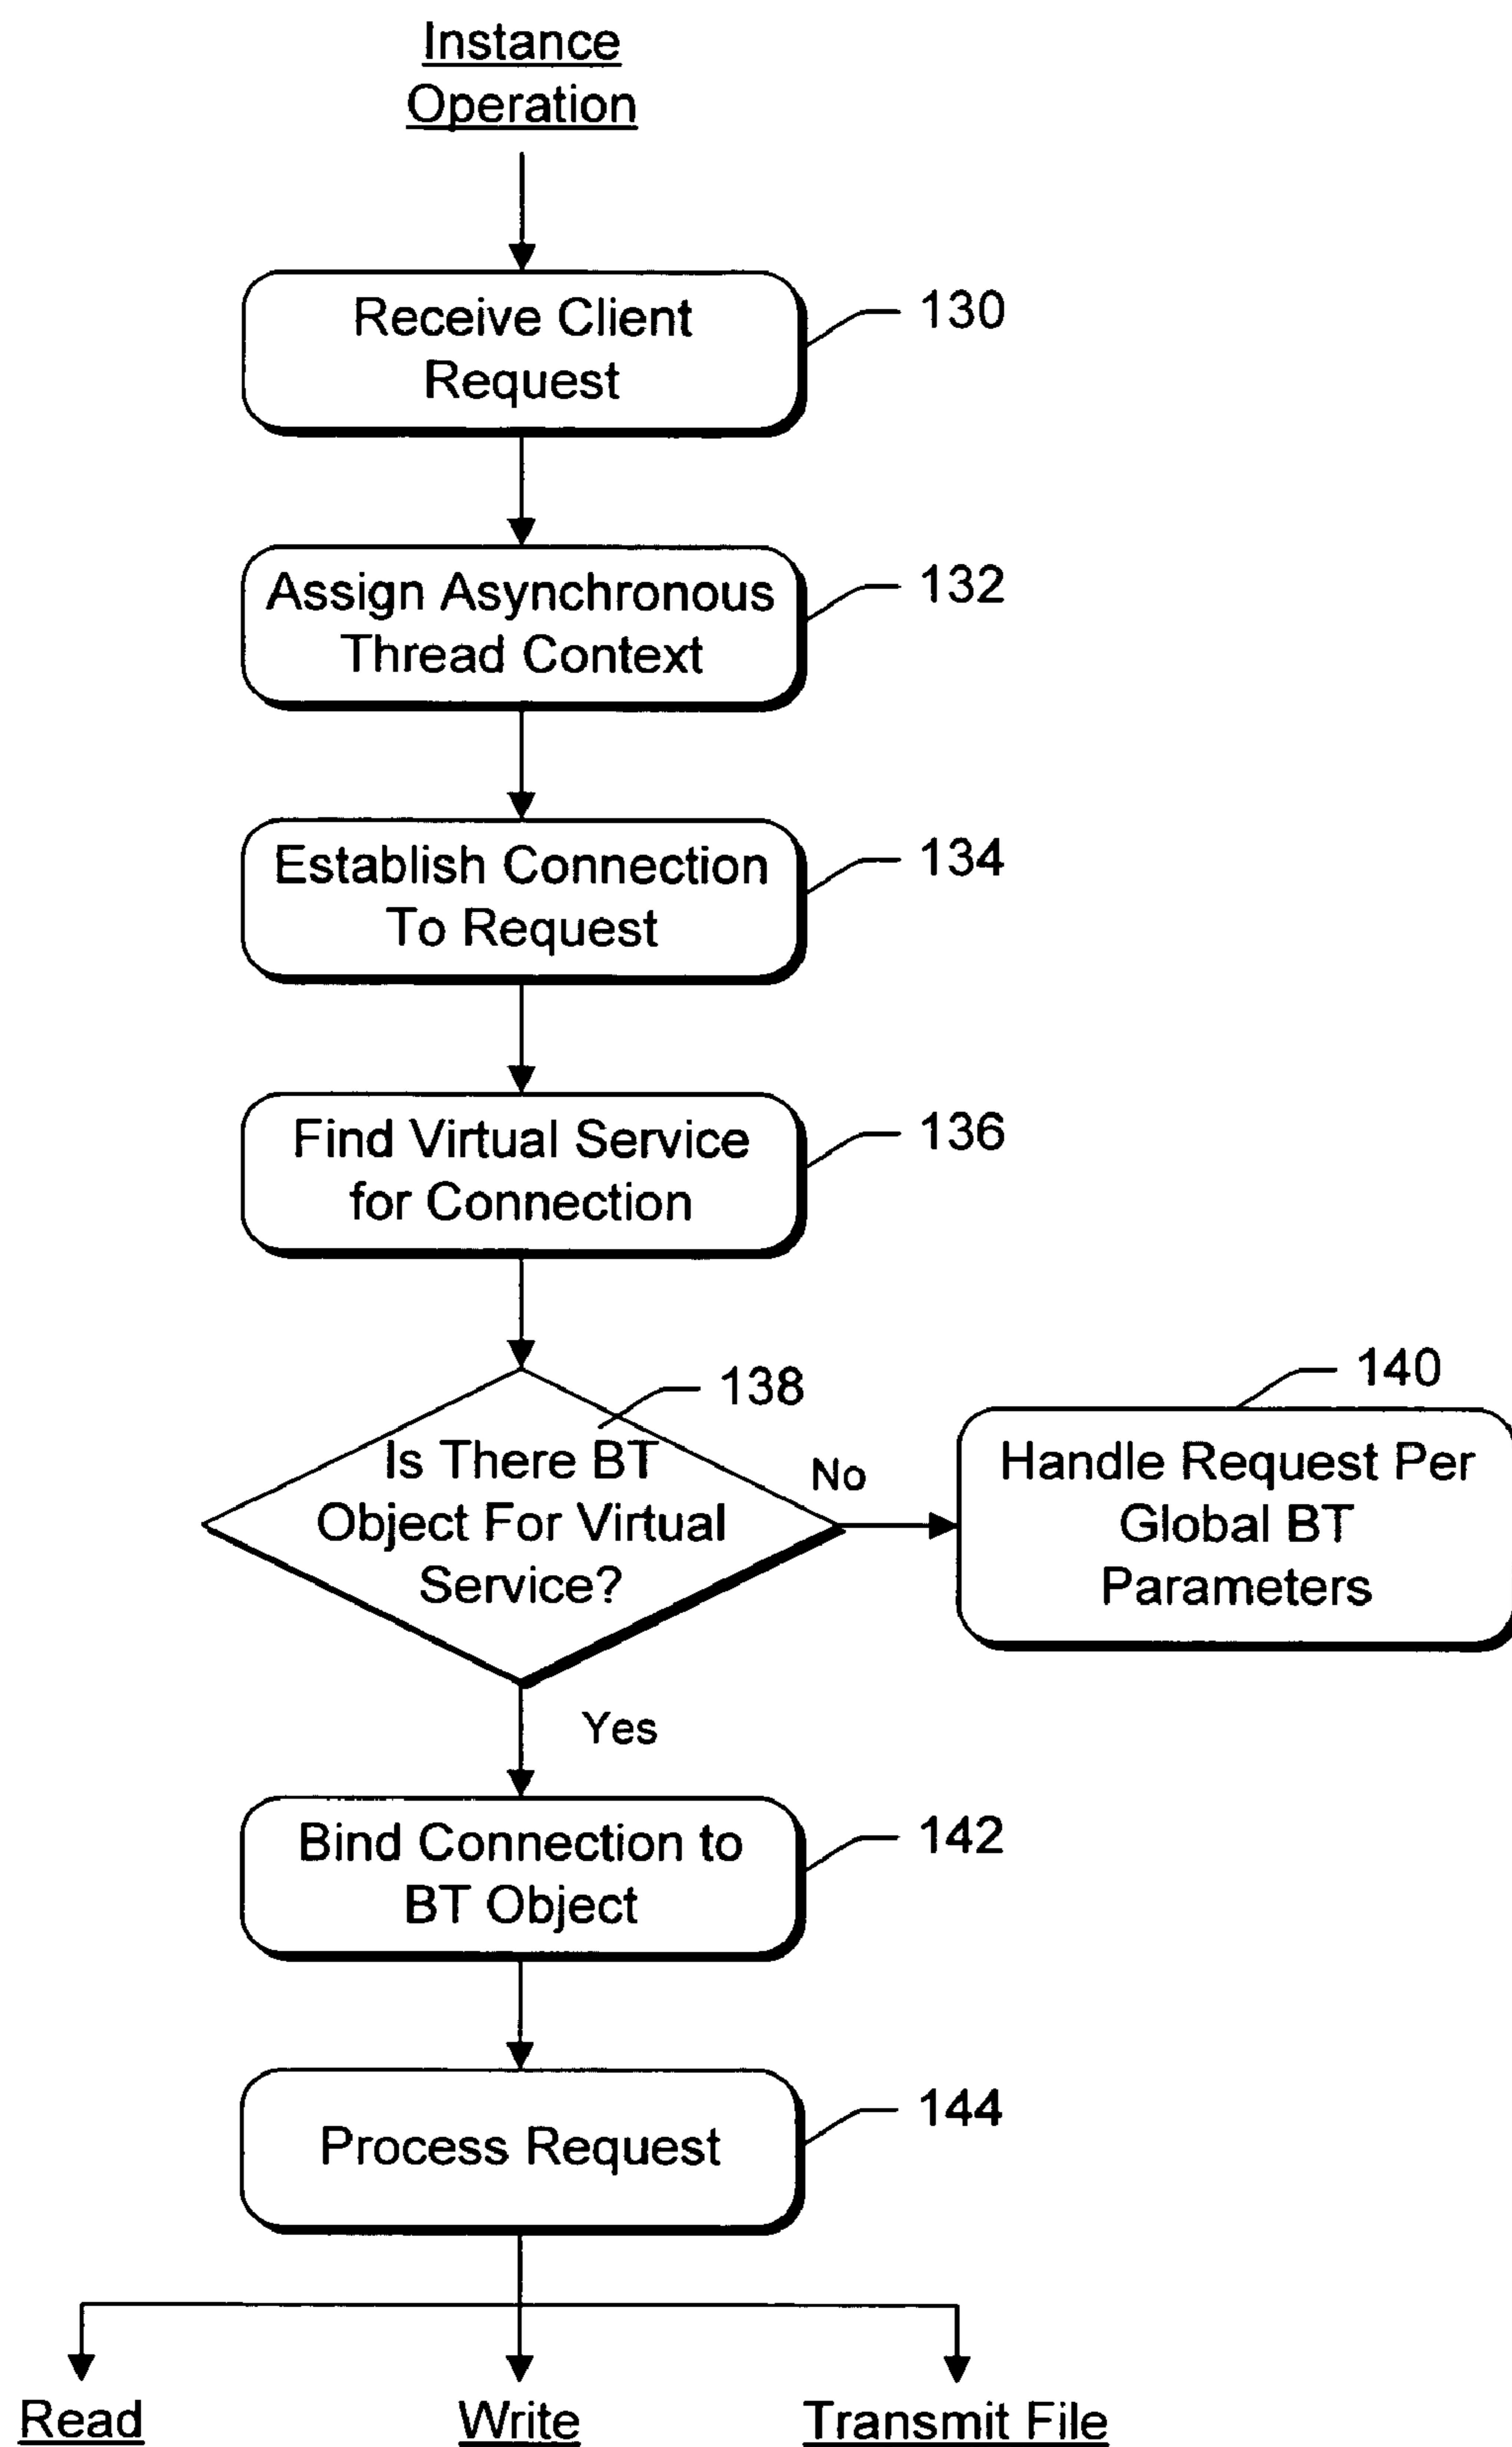 Instance
Operation
Receive Client
Request
130
Assign Asynchronous
Thread Context
132
Establish Connection
To Request
134
Find Virtual Service
for Connection
136
138
Is There BT
Object For Virtual
Service?
No
140
Handle Request Per
Global BT
Parameters
Yes
Bind Connection to
BT Object
142
Process Request
144
Read
Write
Transmit File